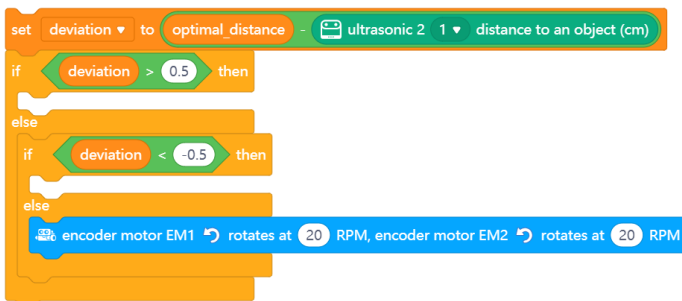 set deviation to optimal_distance - ultrasonic 2 1 distance to an object (cm)
if deviation > 0.5 then
else
if deviation < -0.5 then
else
encoder motor EM1 rotates at 20 RPM, encoder motor EM2 rotates at 20 RPM